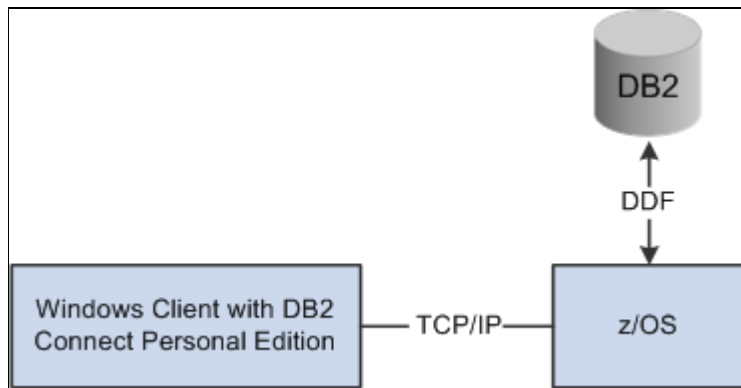 DB2
DDF
Windows Client with DB2
Connect Personal Edition
TCP/IP
z/OS